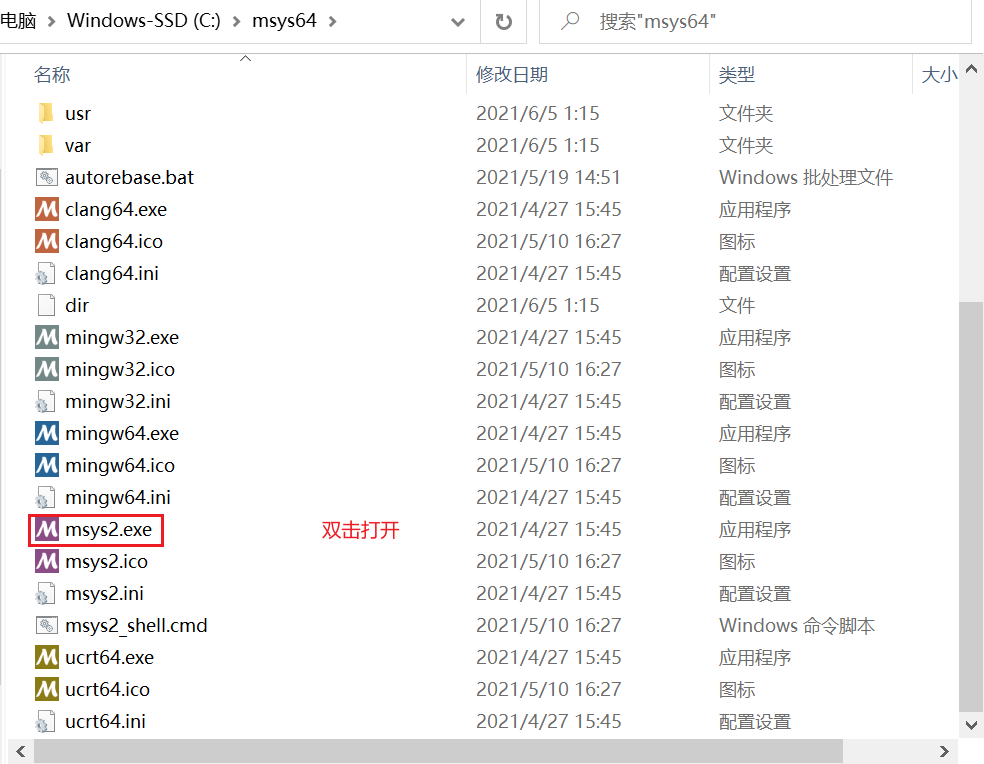 电脑 > Windows-SSD (C:) > msys64 > 搜索"msys64"
名称 修改日期 类型 大小
usr 2021/6/5 1:15 文件夹
var 2021/6/5 1:15 文件夹
autorebase.bat 2021/5/19 14:51 Windows 批处理文件
clang64.exe 2021/4/27 15:45 应用程序
clang64.ico 2021/5/10 16:27 图标
clang64.ini 2021/4/27 15:45 配置设置
dir 2021/6/5 1:15 文件
mingw32.exe 2021/4/27 15:45 应用程序
mingw32.ico 2021/5/10 16:27 图标
mingw32.ini 2021/4/27 15:45 配置设置
mingw64.exe 2021/4/27 15:45 应用程序
mingw64.ico 2021/5/10 16:27 图标
mingw64.ini 2021/4/27 15:45 配置设置
msys2.exe 双击打开 2021/4/27 15:45 应用程序
msys2.ico 2021/5/10 16:27 图标
msys2.ini 2021/4/27 15:45 配置设置
msys2_shell.cmd 2021/5/10 16:27 Windows 命令脚本
ucrt64.exe 2021/4/27 15:45 应用程序
ucrt64.ico 2021/5/10 16:27 图标
ucrt64.ini 2021/4/27 15:45 配置设置